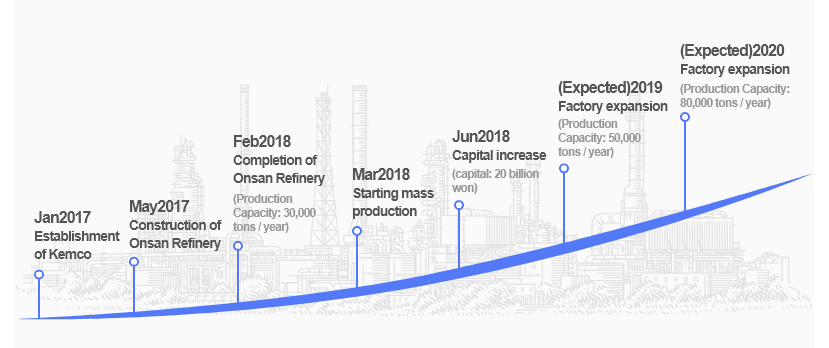 Jan2017
Establishment
of Kemco
May2017
Construction of
Onsan Refinery
Feb2018
Completion of
Onsan Refinery
(Production
Capacity: 30,000
tons / year)
Mar2018
Starting mass
production
Jun2018
Capital increase
(capital: 20 billion
won)
(Expected)2019
Factory expansion
(Production
Capacity: 50,000
tons / year)
(Expected)2020
Factory expansion
(Production Capacity:
80,000 tons / year)